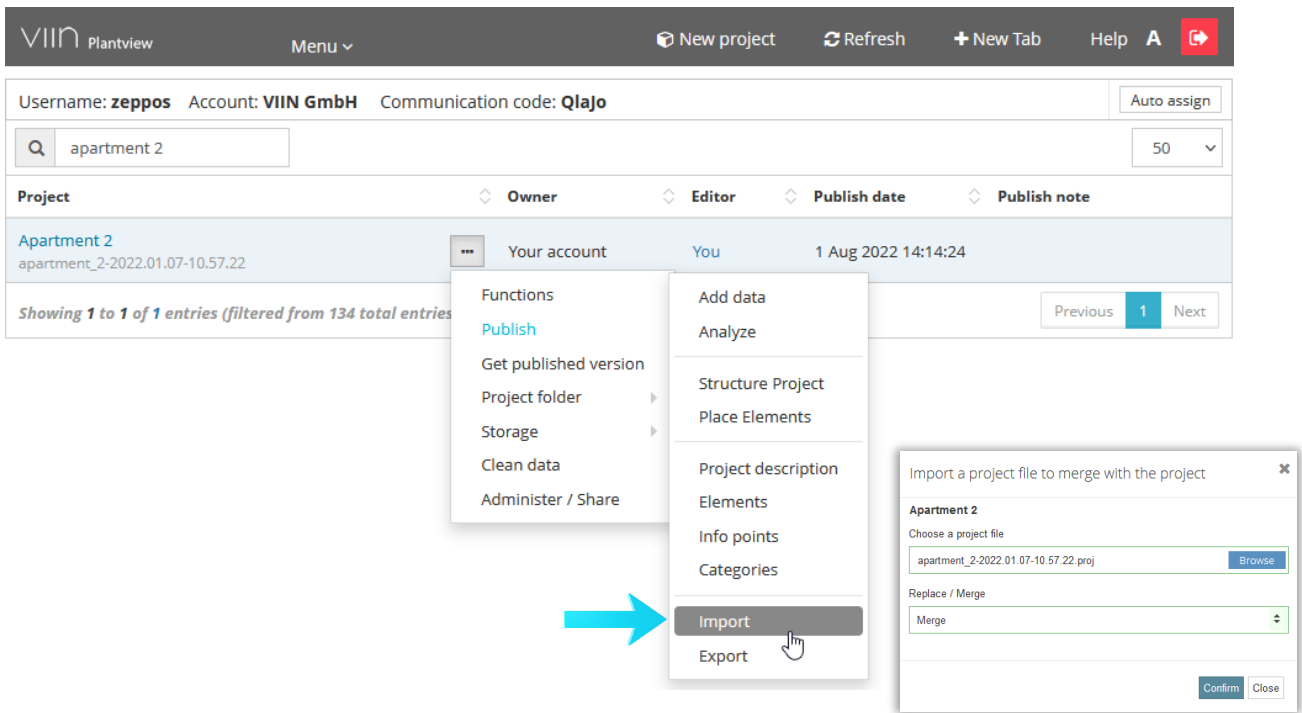 VIIN Plantview
Menu
New project
Refresh
New Tab
Help A
Username: zeppos Account: VIIN GmbH Communication code: QlaJo
Auto assign
apartment 2
50
Project Owner Editor Publish date Publish note
Apartment 2
apartment_2-2022.01.07-10.57.22
Your account
You
1 Aug 2022 14:14:24
Showing 1 to 1 of 1 entries (filtered from 134 total entries
Previous 1 Next
Functions
Publish
Get published version
Project folder
Storage
Clean data
Administer / Share
Add data
Analyze
Structure Project
Place Elements
Project description
Elements
Info points
Categories
Import
Export
Import a project file to merge with the project
Apartment 2
Choose a project file
apartment_2-2022.01.07-10.57.22.proj
Browse
Replace / Merge
Merge
Confirm Close